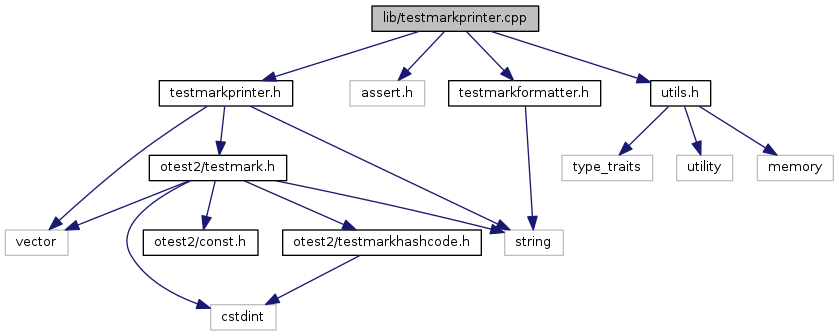 lib/testmarkprinter.cpp
testmarkprinter.h
assert.h
testmarkformatter.h
utils.h
otest2/testmark.h
type_traits
utility
memory
vector
otest2/const.h
otest2/testmarkhashcode.h
string
cstdint